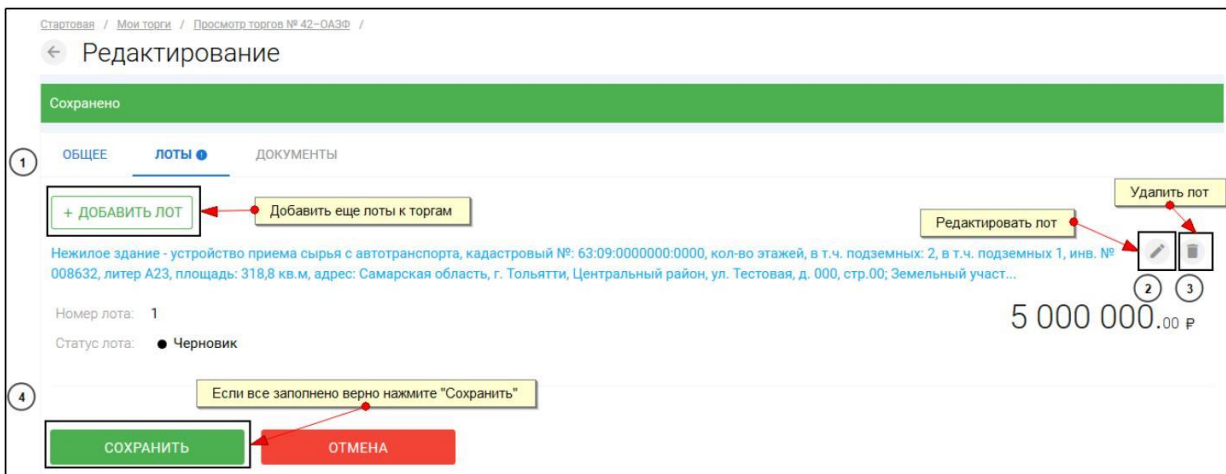 Стартовая / Мои торги / Просмотр торгов № 42-ОАЗФ /
Редактирование
Сохранено
1
ОБЩЕЕ ЛОТЫ ДОКУМЕНТЫ
Удалить лот
+ ДОБАВИТЬ ЛОТ
Добавить еще лоты к торгам
Редактировать лот
Нежилое здание - устройство приема сырья с автотранспорта, кадастровый №: 63:09:0000000:0000, кол-во этажей, в т.ч. подземных: 2, в т.ч. подземных 1, инв. №
008632, литер А23, площадь: 318,8 кв.м, адрес: Самарская область, г. Тольятти, Центральный район, ул. Тестовая, д. 000, стр.00; Земельный участ...
2 3
Номер лота: 1
5 000 000.00 ₽
Статус лота: ● Черновик
4
Если все заполнено верно нажмите "Сохранить"
СОХРАНИТЬ ОТМЕНА